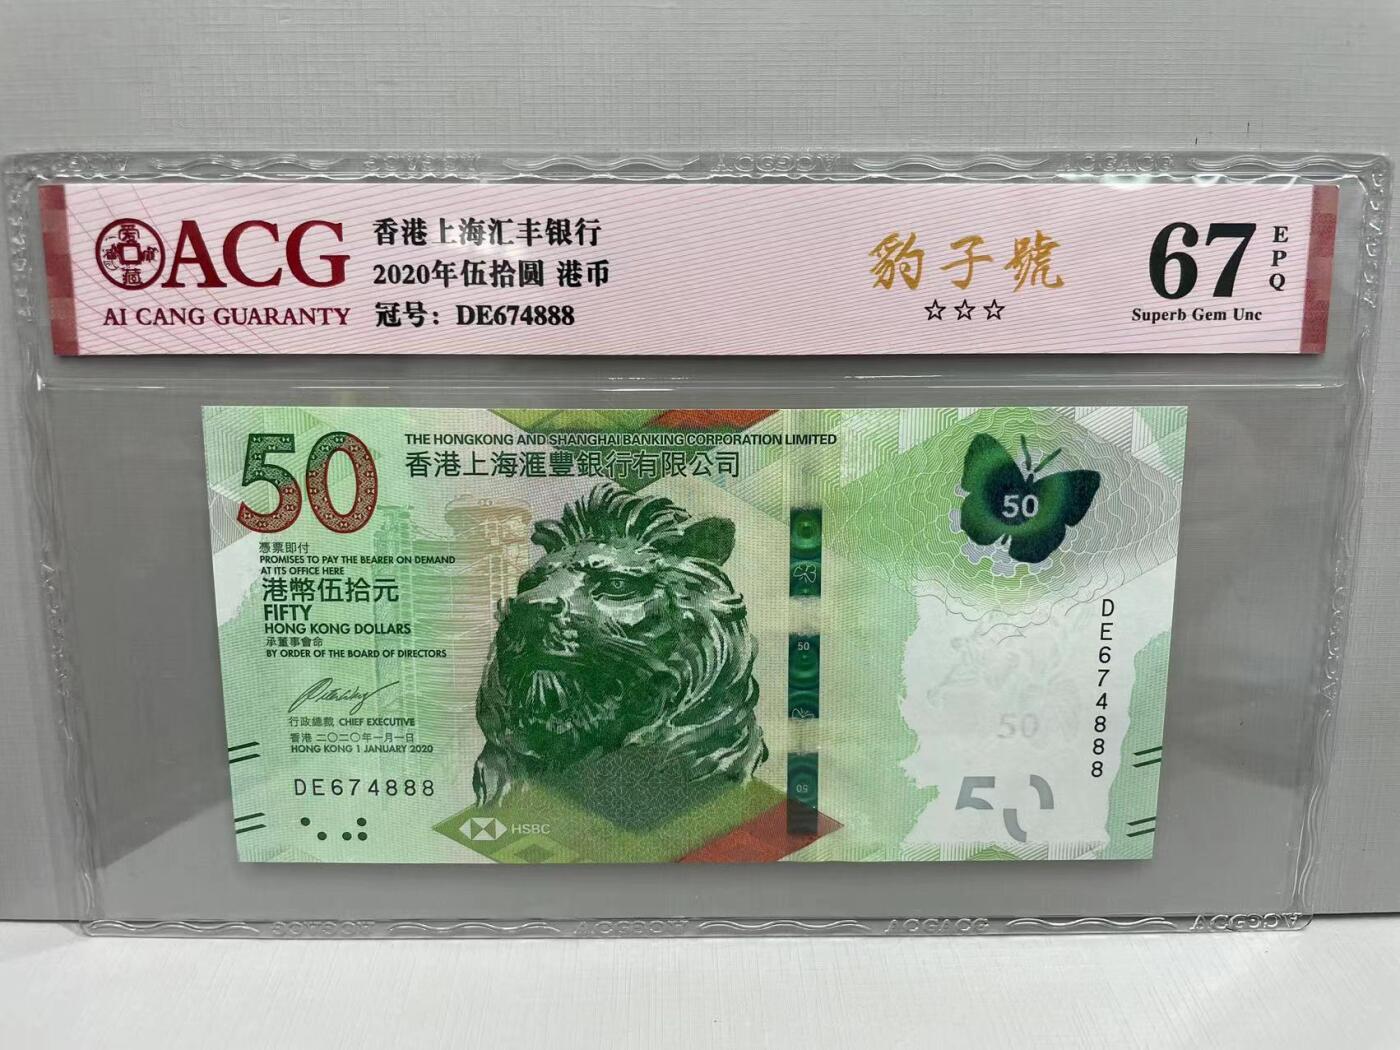 ACG
AI CANG GUARANTY
香港上海汇丰银行
2020年伍拾圆 港币
冠号：DE674888
豹子號
☆☆☆
67
EPQ
Superb Gem Unc
50
THE HONGKONG AND SHANGHAI BANKING CORPORATION LIMITED
香港上海滙豐銀行有限公司
憑票即付
PROMISES TO PAY THE BEARER ON DEMAND
AT ITS OFFICE HERE
港幣伍拾元
FIFTY
HONG KONG DOLLARS
承董事會命
BY ORDER OF THE BOARD OF DIRECTORS
行政總裁 CHIEF EXECUTIVE
香港 二〇二〇年一月一日
HONG KONG 1 JANUARY 2020
DE674888
HSBC
50
50
50
DE674888
50
50